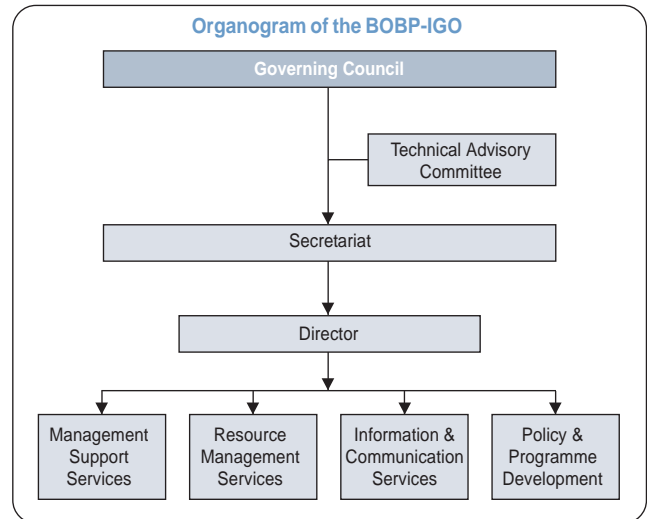 Organogram of the BOBP-IGO
Governing Council
Technical Advisory
Committee
Secretariat
Director
Management
Support
Services
Resource
Management
Services
Information &
Communication
Services
Policy &
Programme
Development